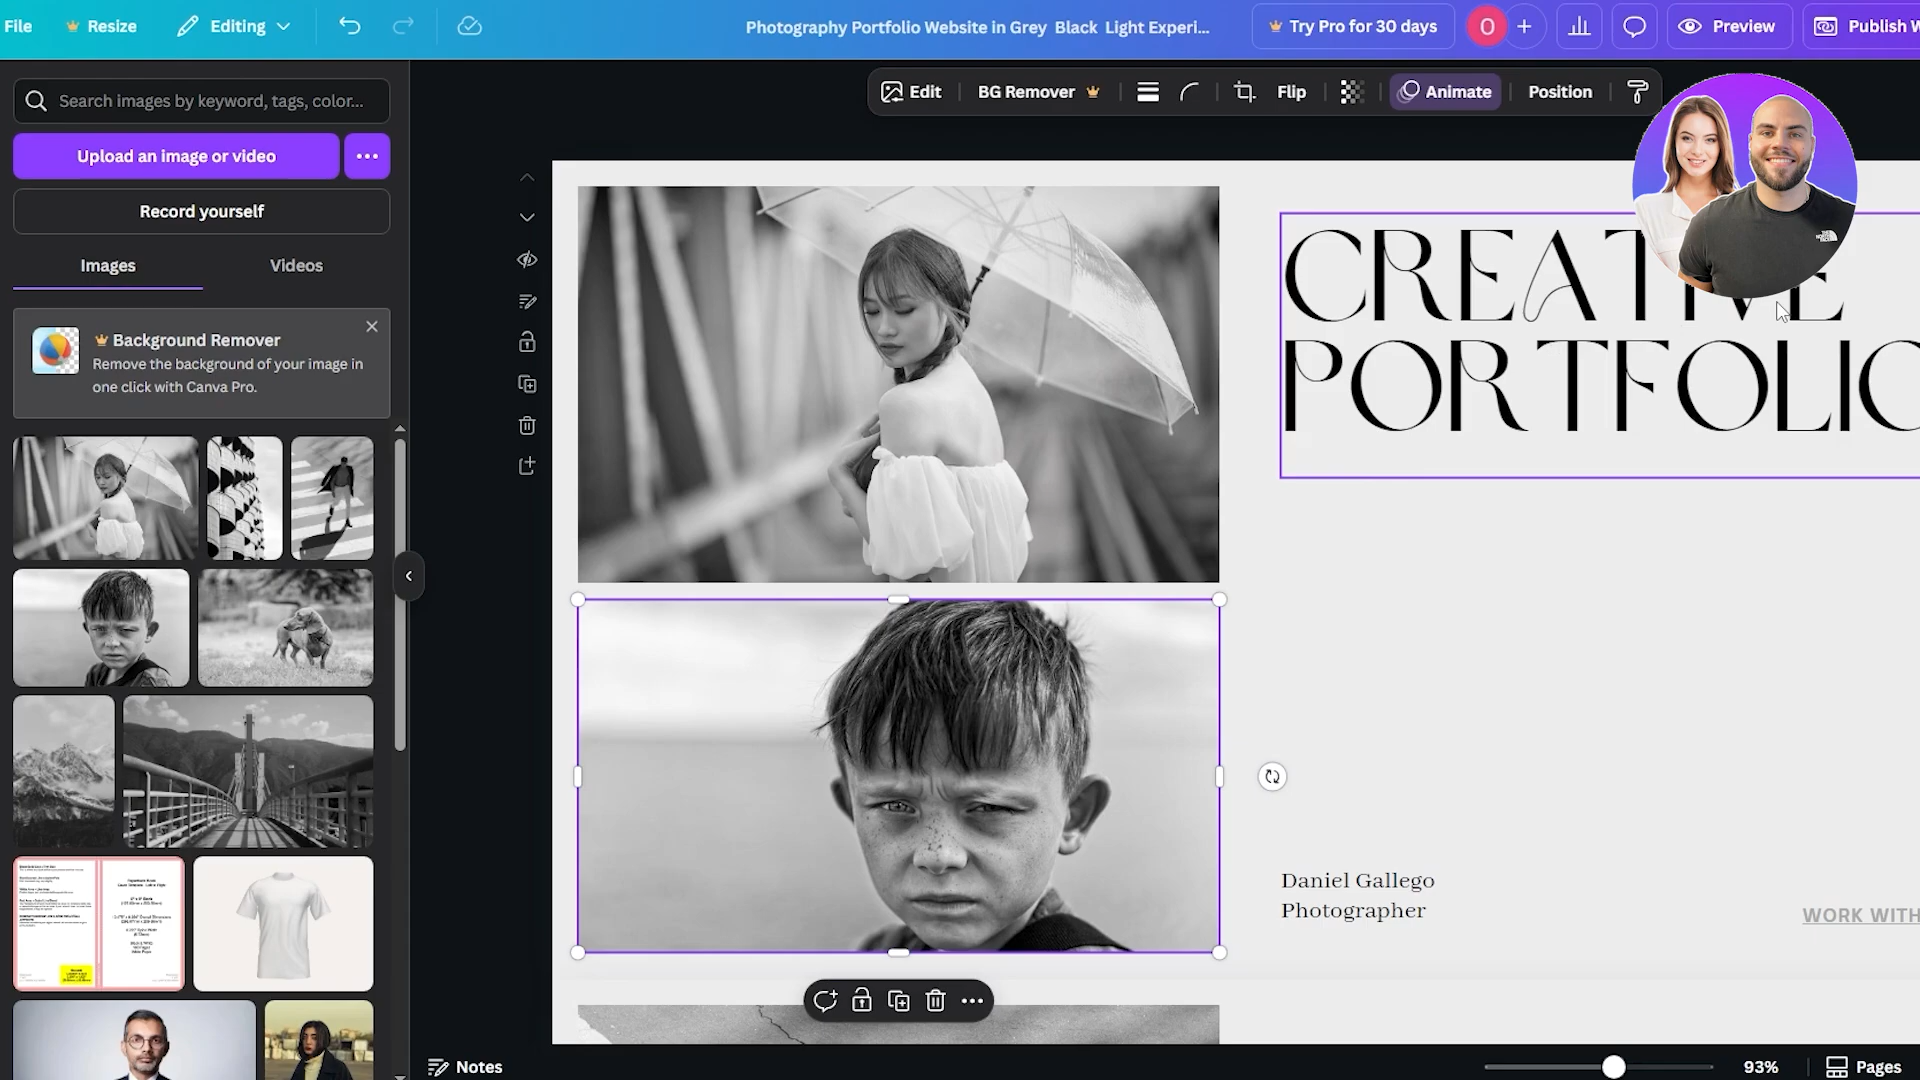 File
Resize
Editing
Photography Portfolio Website in Grey Black Light Experi...
Try Pro for 30 days
O
Preview
Publish W
Search images by keyword, tags, color...
Edit
BG Remover
Flip
Animate
Position
Upload an image or video
Record yourself
Images
Videos
Background Remover
Remove the background of your image in
one click with Canva Pro.
CREATIVE
PORTFOLIO
Daniel Gallego
Photographer
WORK WITH
Notes
93%
Pages